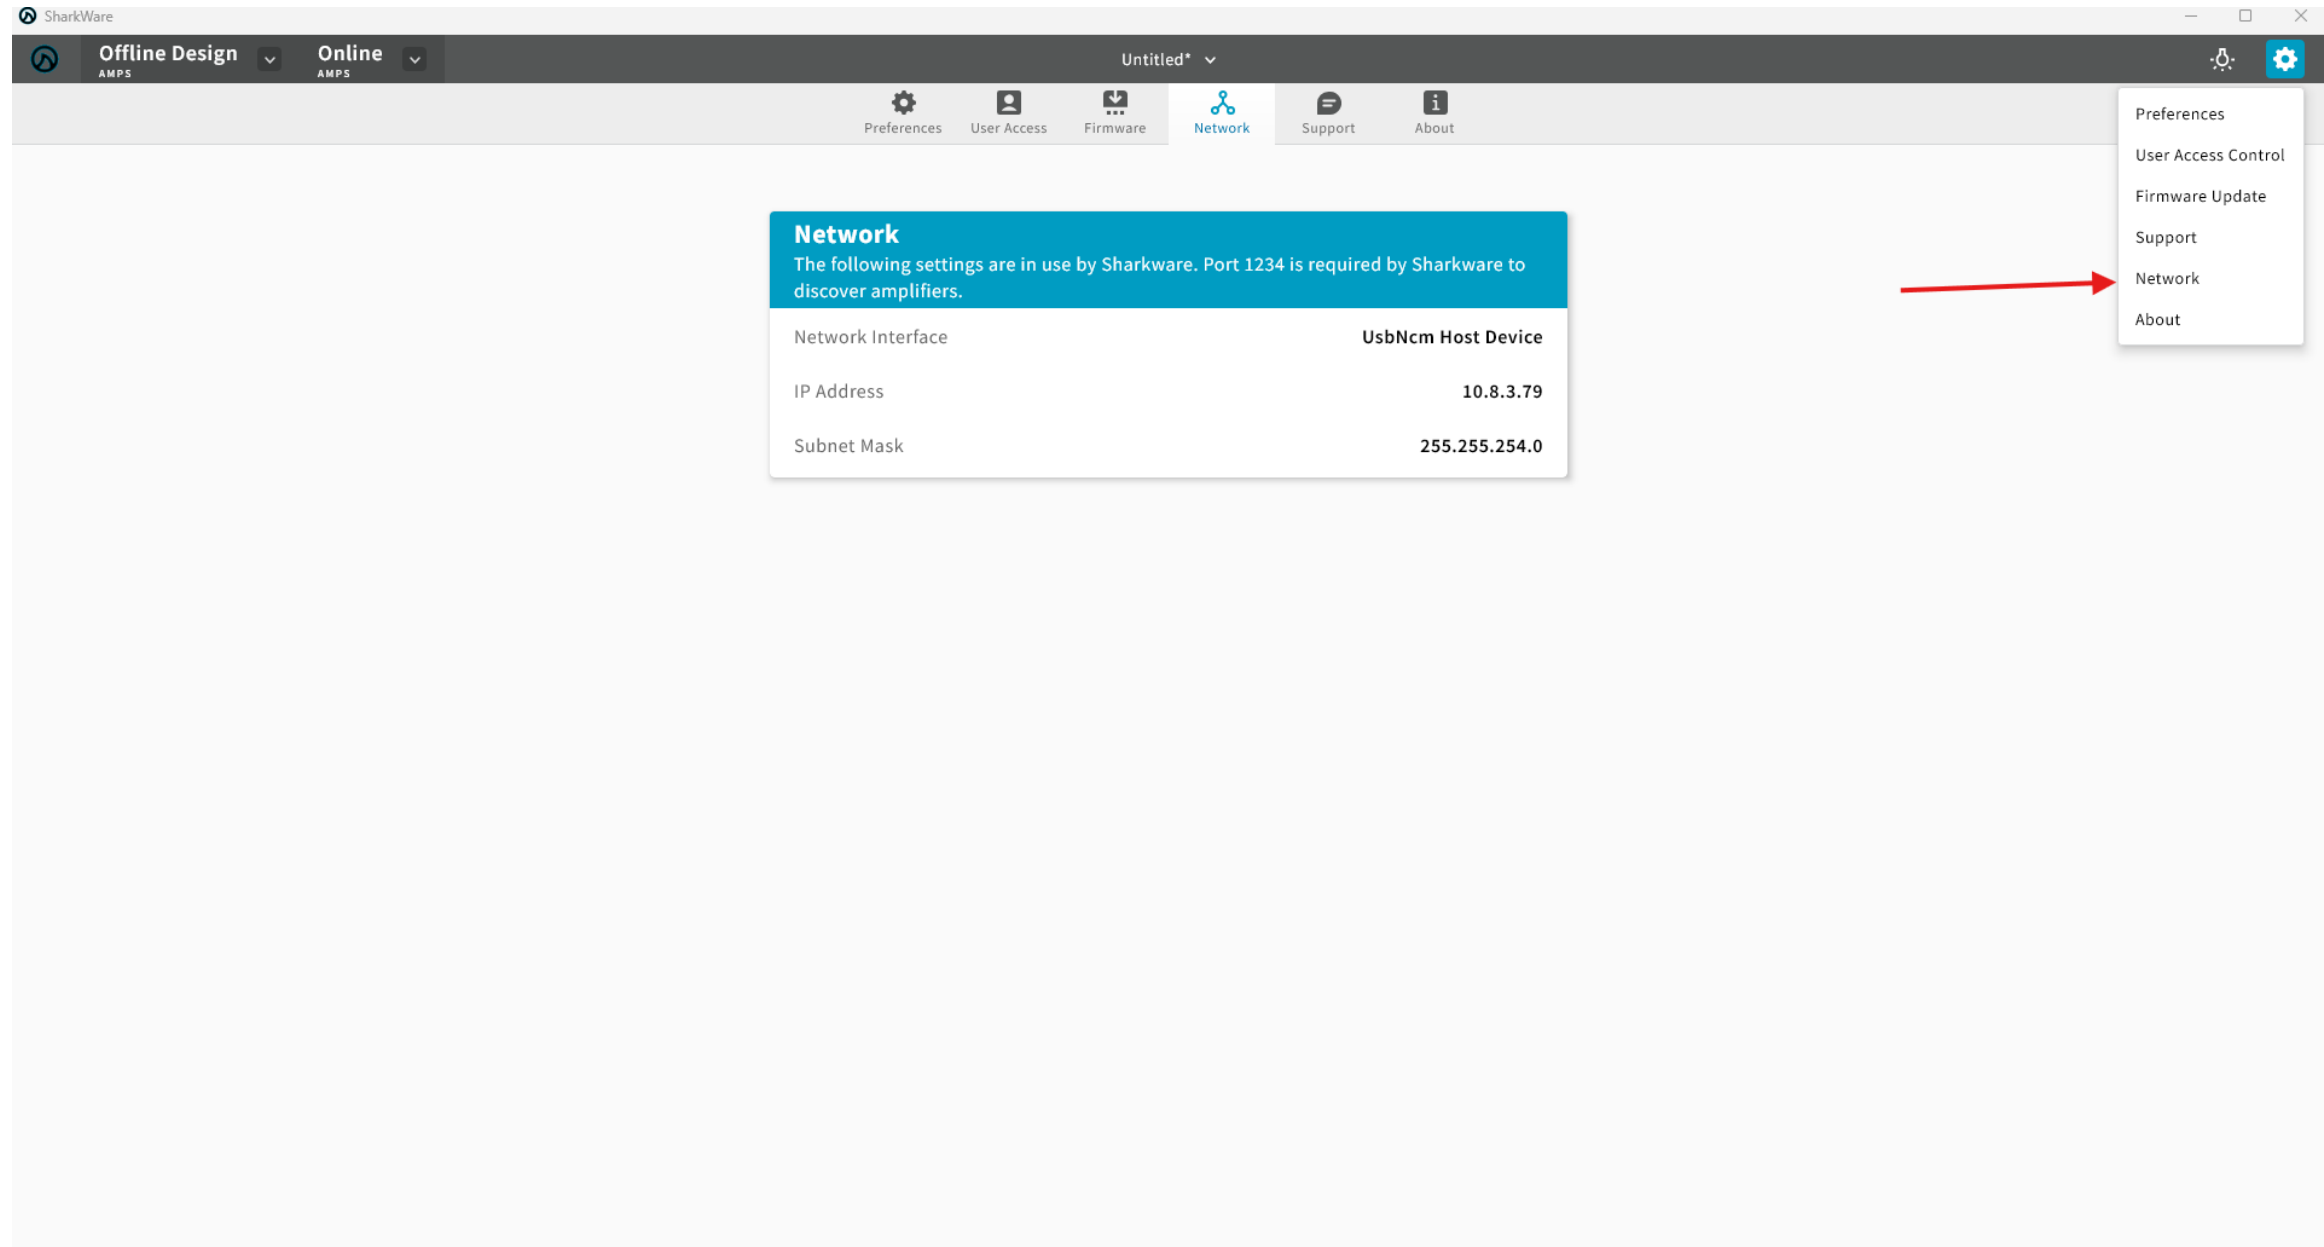 SharkWare
Offline Design
AMPS
Online
AMPS
Untitled*
Preferences
User Access
Firmware
Network
Support
About
Preferences
User Access Control
Firmware Update
Support
Network
About
Network
The following settings are in use by Sharkware. Port 1234 is required by Sharkware to
discover amplifiers.
Network Interface UsbNcm Host Device
IP Address 10.8.3.79
Subnet Mask 255.255.254.0